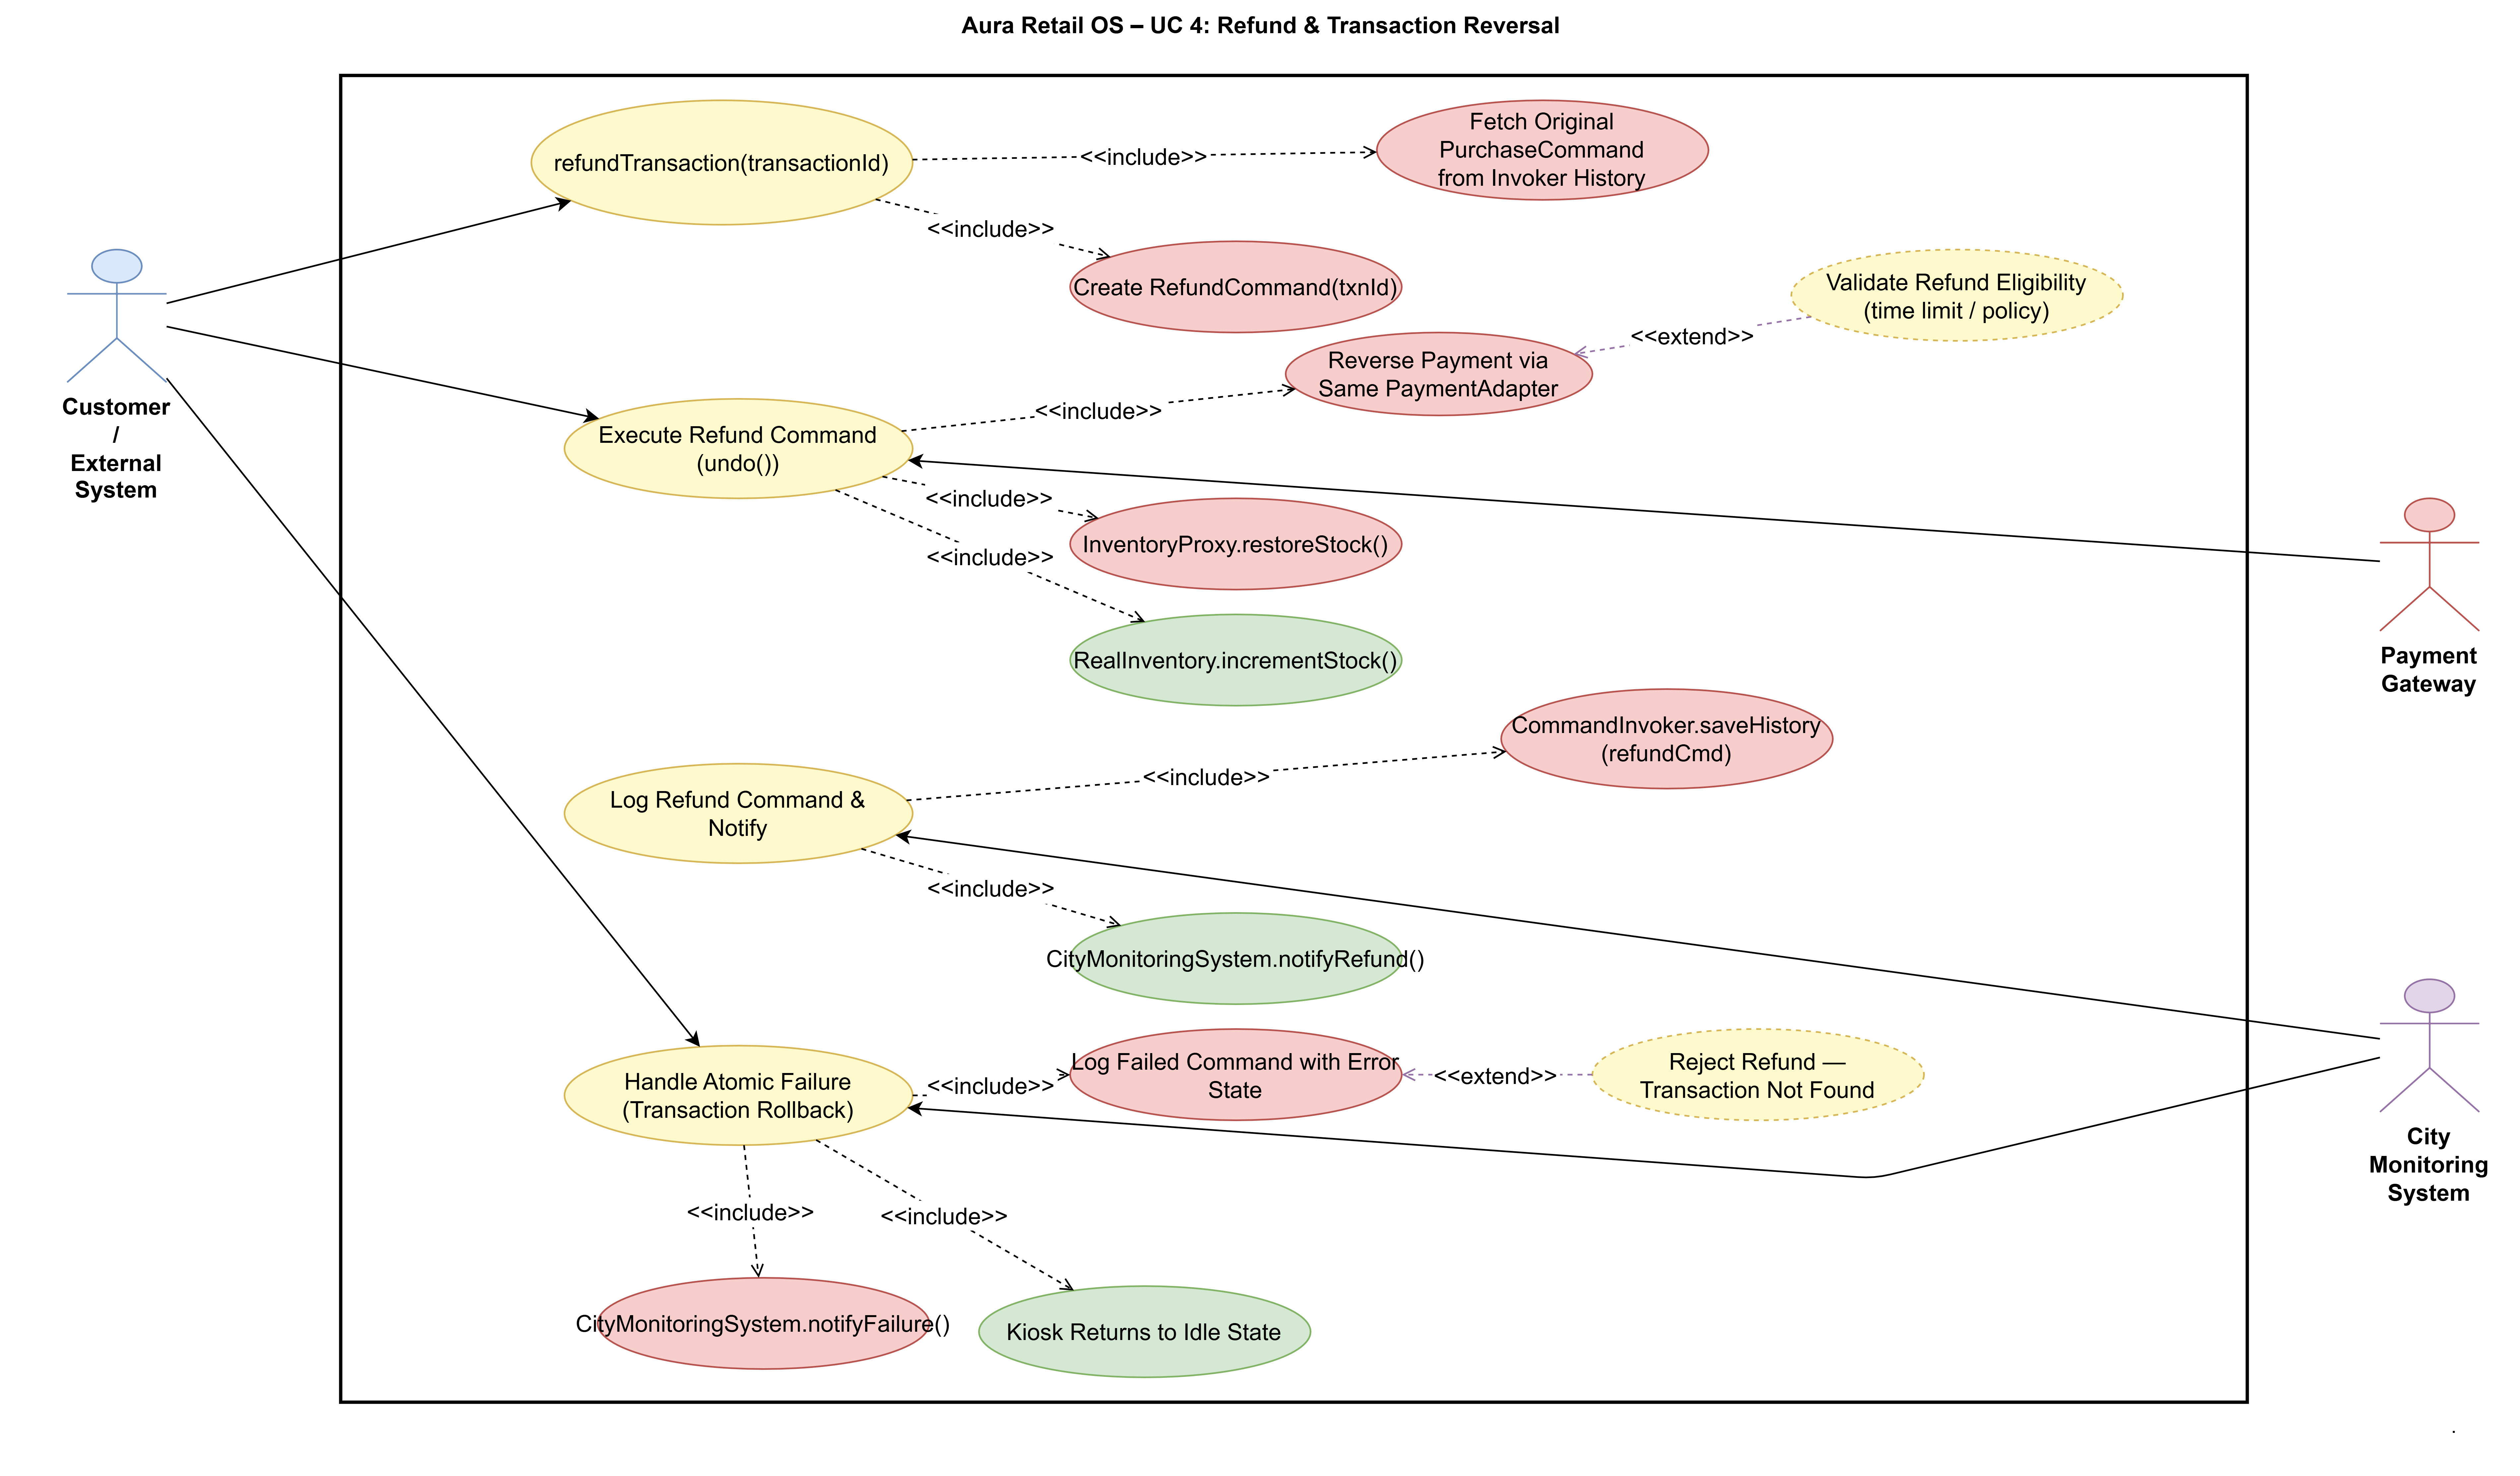 Aura Retail OS – UC 4: Refund & Transaction Reversal
refundTransaction(transactionId)
<<include>>
Fetch Original
PurchaseCommand
from Invoker History
<<include>>
Create RefundCommand(txnId)
Validate Refund Eligibility
(time limit / policy)
<<extend>>
Reverse Payment via
Same PaymentAdapter
<<include>>
Customer
/
External
System
Execute Refund Command
(undo())
<<include>>
InventoryProxy.restoreStock()
<<include>>
RealInventory.incrementStock()
Payment
Gateway
CommandInvoker.saveHistory
(refundCmd)
<<include>>
Log Refund Command &
Notify
<<include>>
CityMonitoringSystem.notifyRefund()
Handle Atomic Failure
(Transaction Rollback)
<<include>>
Log Failed Command with Error
State
<<extend>>
Reject Refund —
Transaction Not Found
City
Monitoring
System
<<include>>
<<include>>
CityMonitoringSystem.notifyFailure()
Kiosk Returns to Idle State
.